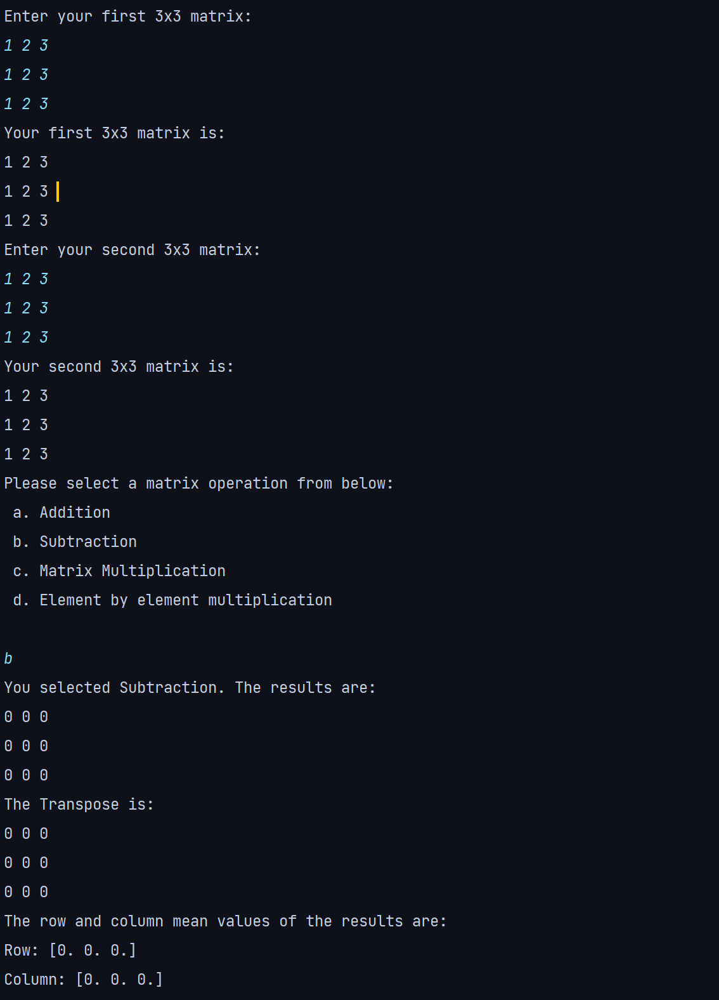 Enter your first 3x3 matrix:
1 2 3
1 2 3
1 2 3
Your first 3x3 matrix is:
1 2 3
1 2 3
1 2 3
Enter your second 3x3 matrix:
1 2 3
1 2 3
1 2 3
Your second 3x3 matrix is:
1 2 3
1 2 3
1 2 3
Please select a matrix operation from below:
a. Addition
b. Subtraction
c. Matrix Multiplication
d. Element by element multiplication
b
You selected Subtraction. The results are:
0 0 0
0 0 0
0 0 0
The Transpose is:
0 0 0
0 0 0
0 0 0
The row and column mean values of the results are:
Row: [0. 0. 0.]
Column: [0. 0. 0.]